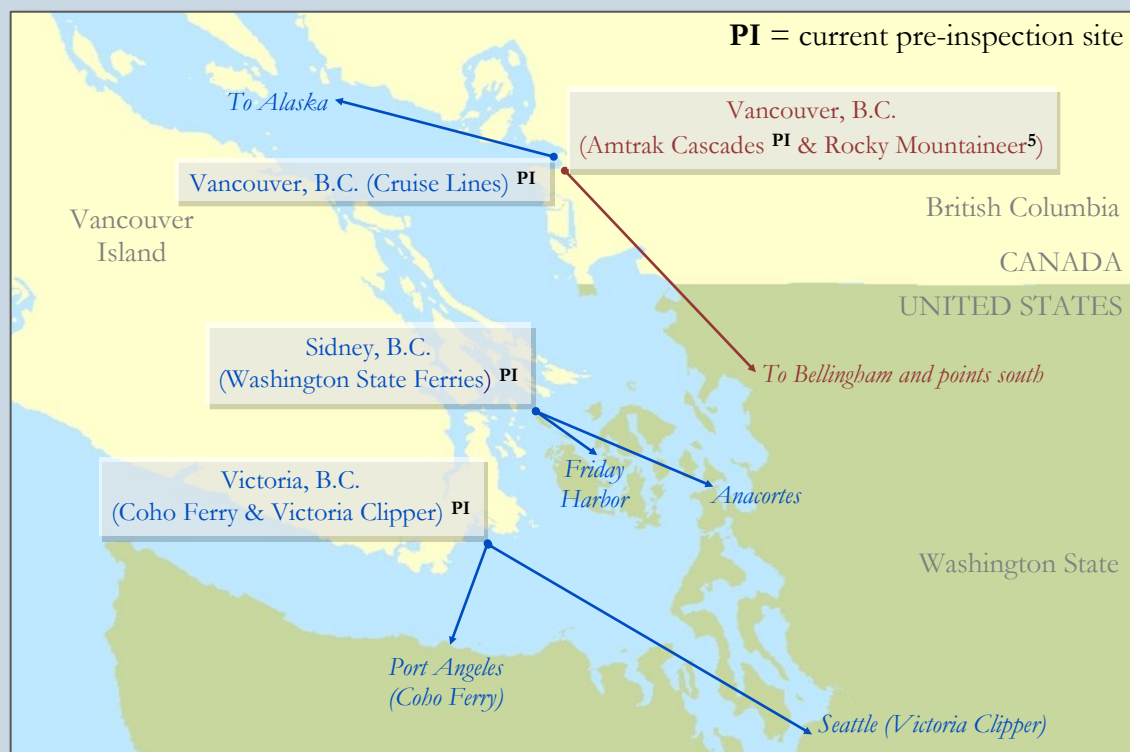 PI = current pre-inspection site
To Alaska
Vancouver, B.C.
(Amtrak Cascades PI & Rocky Mountaineer5)
Vancouver, B.C. (Cruise Lines) PI
Vancouver
Island
British Columbia
CANADA
UNITED STATES
Sidney, B.C.
(Washington State Ferries) PI
To Bellingham and points south
Friday
Harbor
Anacortes
Victoria, B.C.
(Coho Ferry & Victoria Clipper) PI
Washington State
Port Angeles
(Coho Ferry)
Seattle (Victoria Clipper)